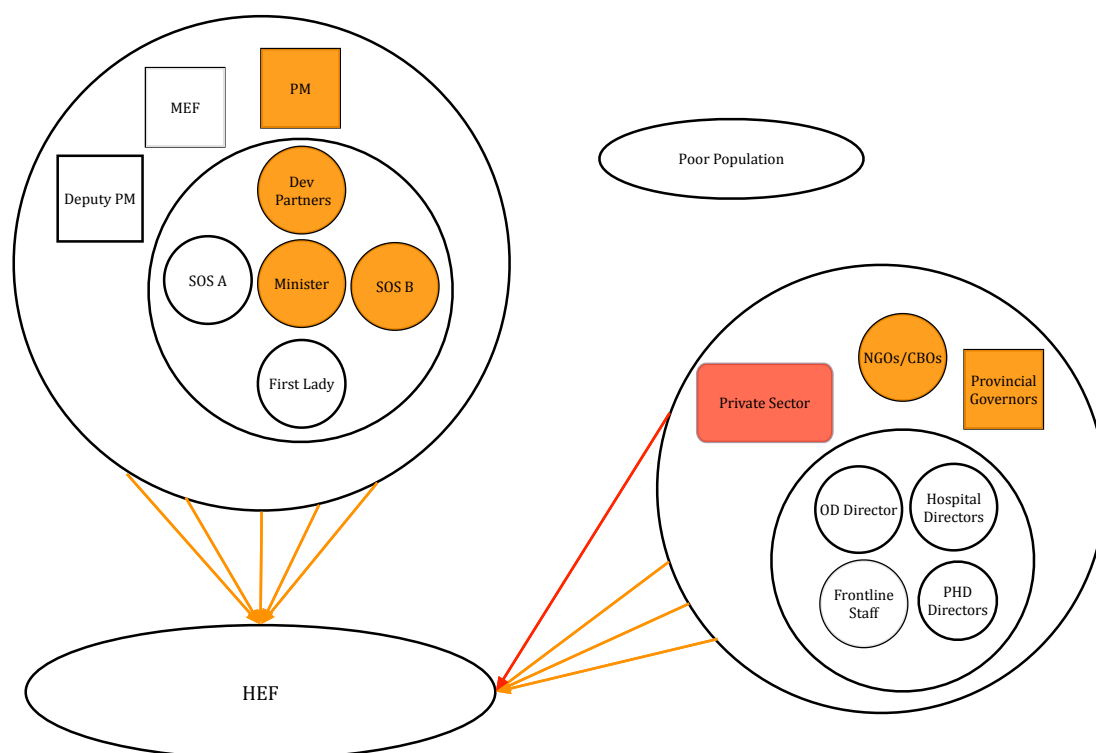 PM
MEF
Deputy PM
Dev
Partners
SOS A
Minister
SOS B
First Lady
Poor Population
NGOs/CBOs
Private Sector
Provincial
Governors
OD Director
Hospital
Directors
Frontline
Staff
PHD
Directors
HEF